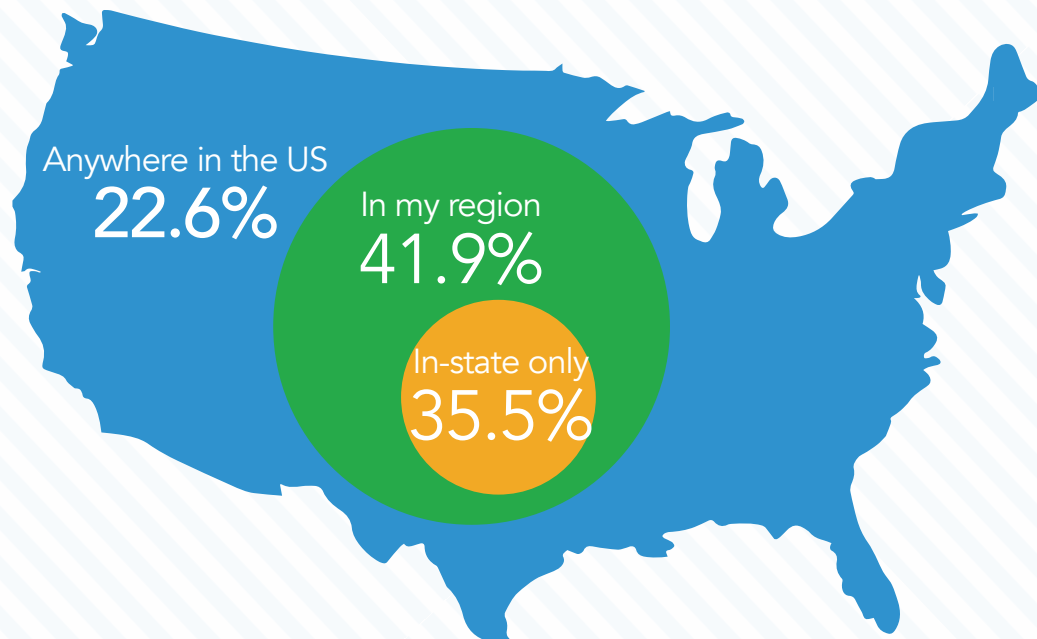 Anywhere in the US
22.6%
In my region
41.9%
In-state only
35.5%